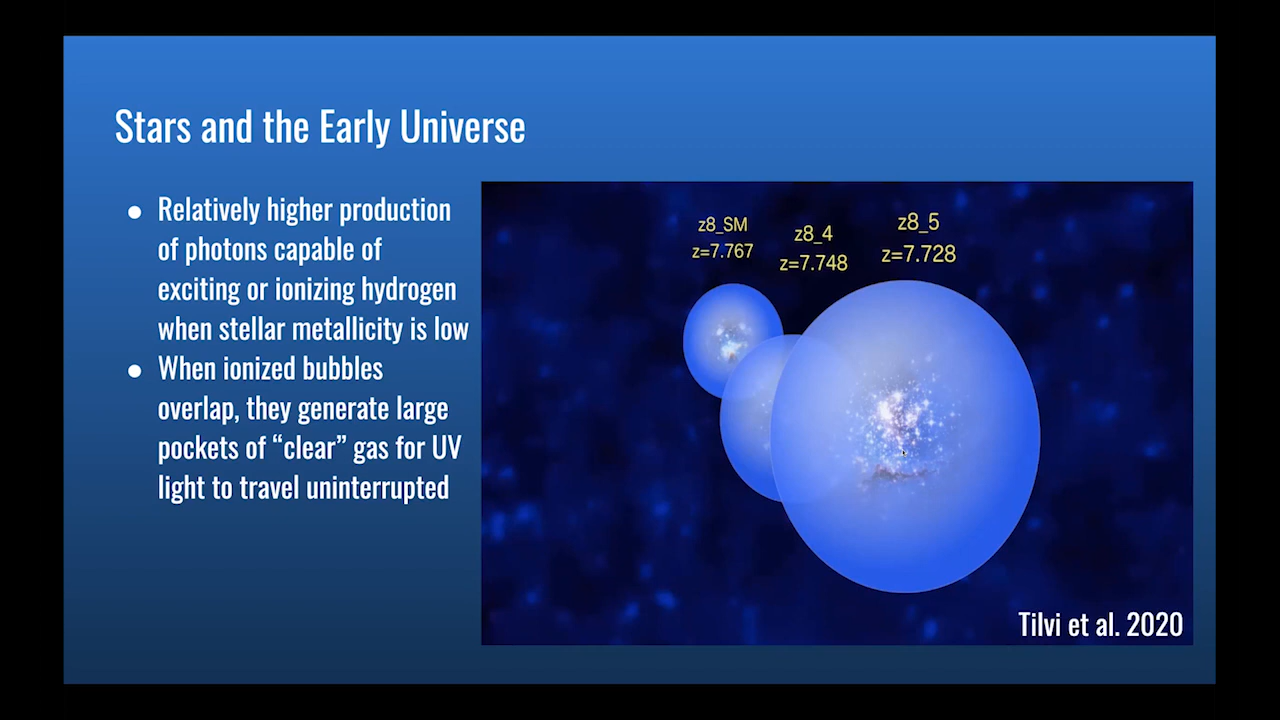 Stars and the Early Universe
● Relatively higher production
of photons capable of
exciting or ionizing hydrogen
when stellar metallicity is low
● When ionized bubbles
overlap, they generate large
pockets of “clear” gas for UV
light to travel uninterrupted
z8_SM
z=7.767
z8_4
z=7.748
z8_5
z=7.728
Tilvi et al. 2020